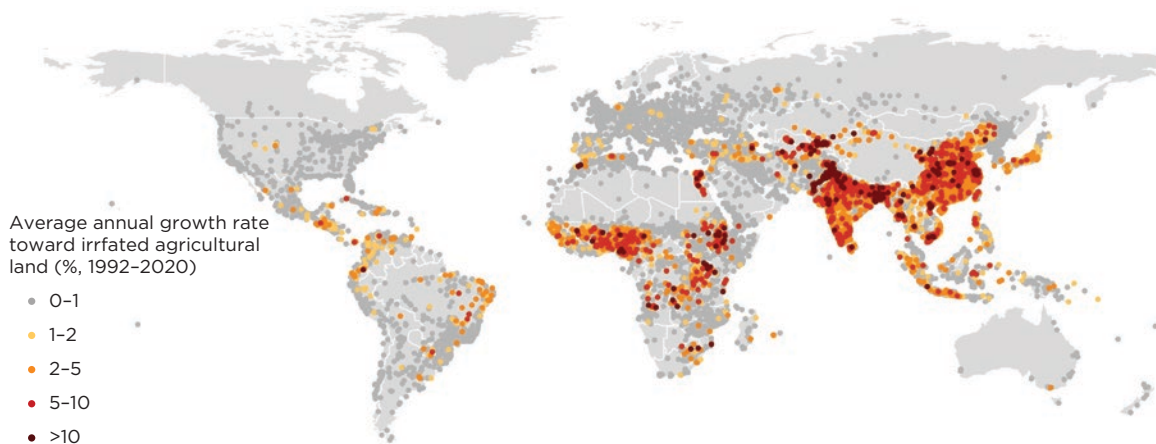 Average annual growth rate
toward irrfated agricultural
land (%, 1992–2020)
0–1
1–2
2–5
5–10
>10